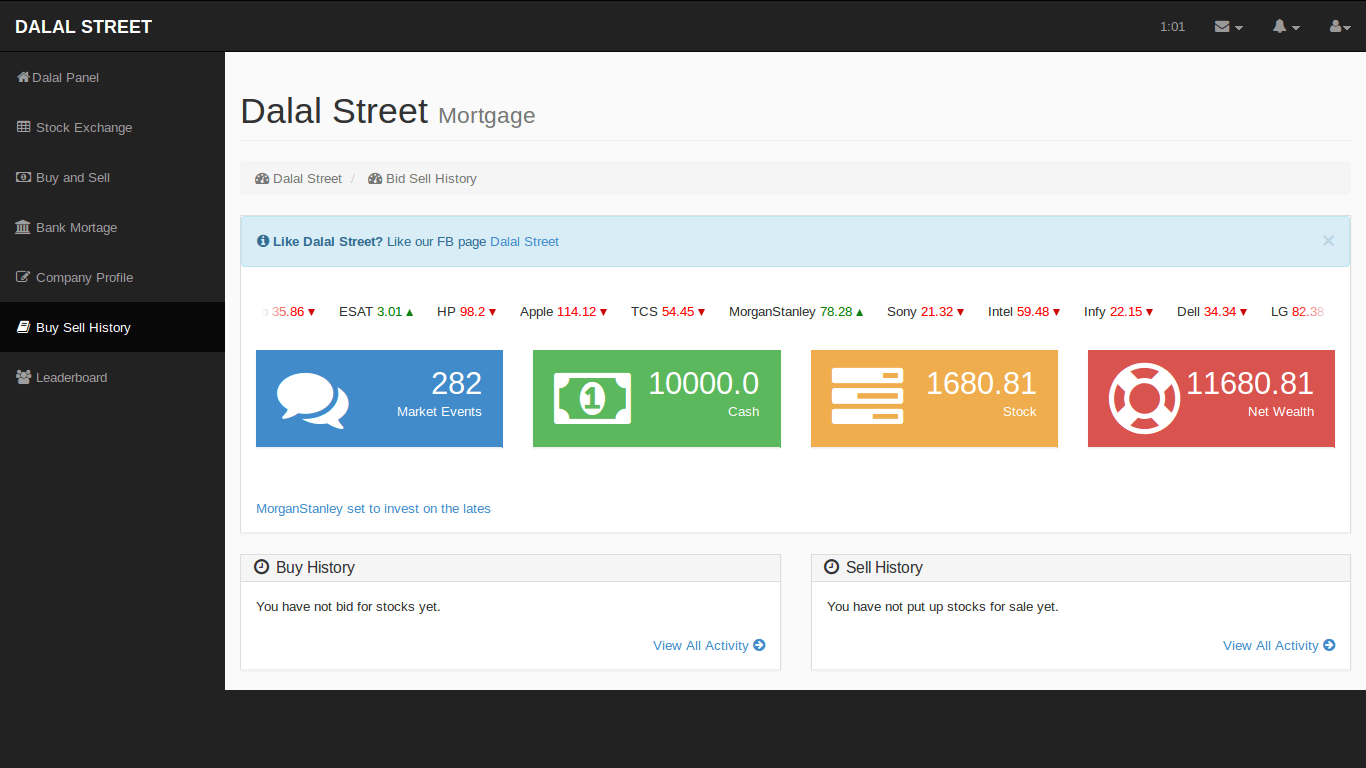 DALAL STREET
1:01
Dalal Panel
Stock Exchange
Buy and Sell
Bank Mortage
Company Profile
Buy Sell History
Leaderboard
Dalal Street Mortgage
Dalal Street / Bid Sell History
Like Dalal Street? Like our FB page Dalal Street ×
35.86 ▼ ESAT 3.01 ▲ HP 98.2 ▼ Apple 114.12 ▼ TCS 54.45 ▼ MorganStanley 78.28 ▲ Sony 21.32 ▼ Intel 59.48 ▼ Infy 22.15 ▼ Dell 34.34 ▼ LG 82.38
282
Market Events
10000.0
Cash
1680.81
Stock
11680.81
Net Wealth
MorganStanley set to invest on the lates
Buy History
You have not bid for stocks yet.
View All Activity
Sell History
You have not put up stocks for sale yet.
View All Activity